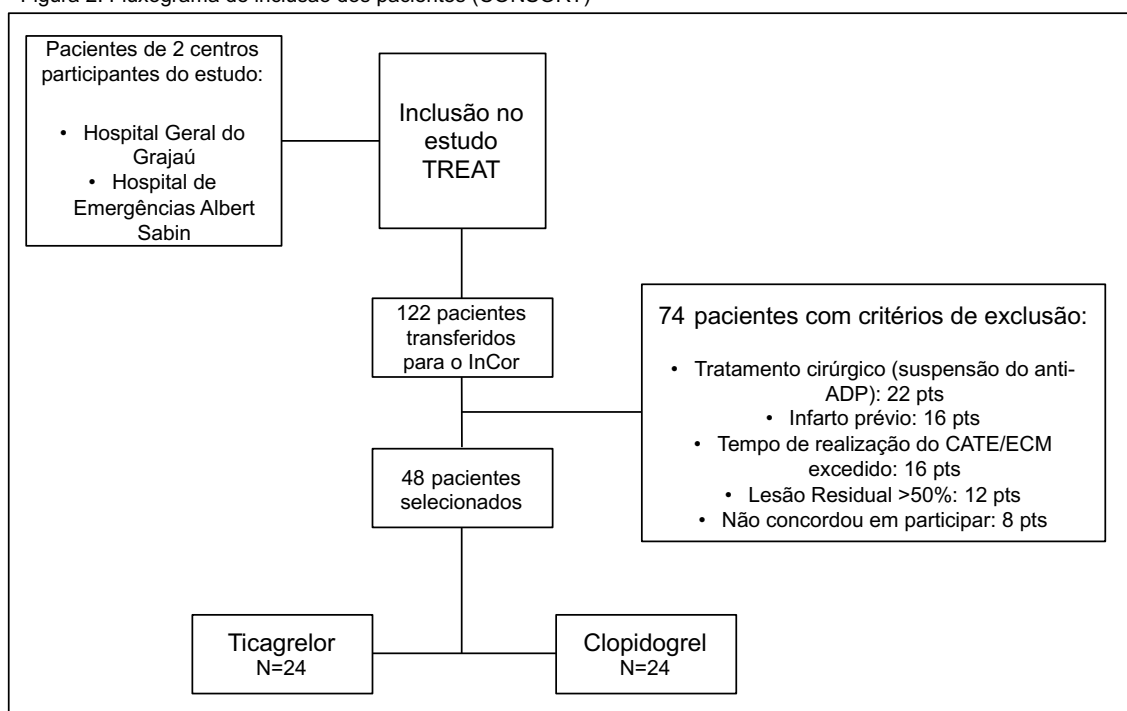 Pacientes de 2 centros
participantes do estudo:
• Hospital Geral do
Grajaú
• Hospital de
Emergências Albert
Sabin
Inclusão no
estudo
TREAT
122 pacientes
transferidos
para o InCor
74 pacientes com critérios de exclusão:
• Tratamento cirúrgico (suspensão do anti-
ADP): 22 pts
• Infarto prévio: 16 pts
• Tempo de realização do CATE/ECM
excedido: 16 pts
• Lesão Residual >50%: 12 pts
• Não concordou em participar: 8 pts
48 pacientes
selecionados
Ticagrelor
N=24
Clopidogrel
N=24